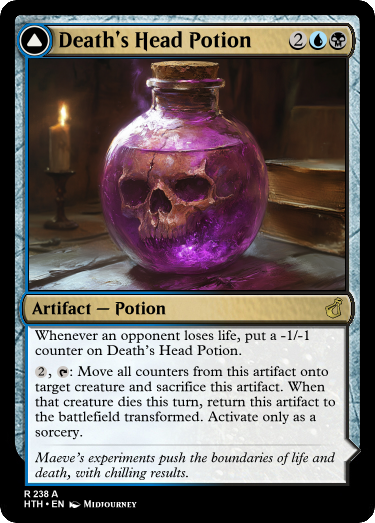 Death's Head Potion 2
Artifact — Potion
Whenever an opponent loses life, put a -1/-1
counter on Death's Head Potion.
2, : Move all counters from this artifact onto
target creature and sacrifice this artifact. When
that creature dies this turn, return this artifact to
the battlefield transformed. Activate only as a
sorcery.
Maeve's experiments push the boundaries of life and
death, with chilling results.
R 238 A
HTH • EN Midjourney